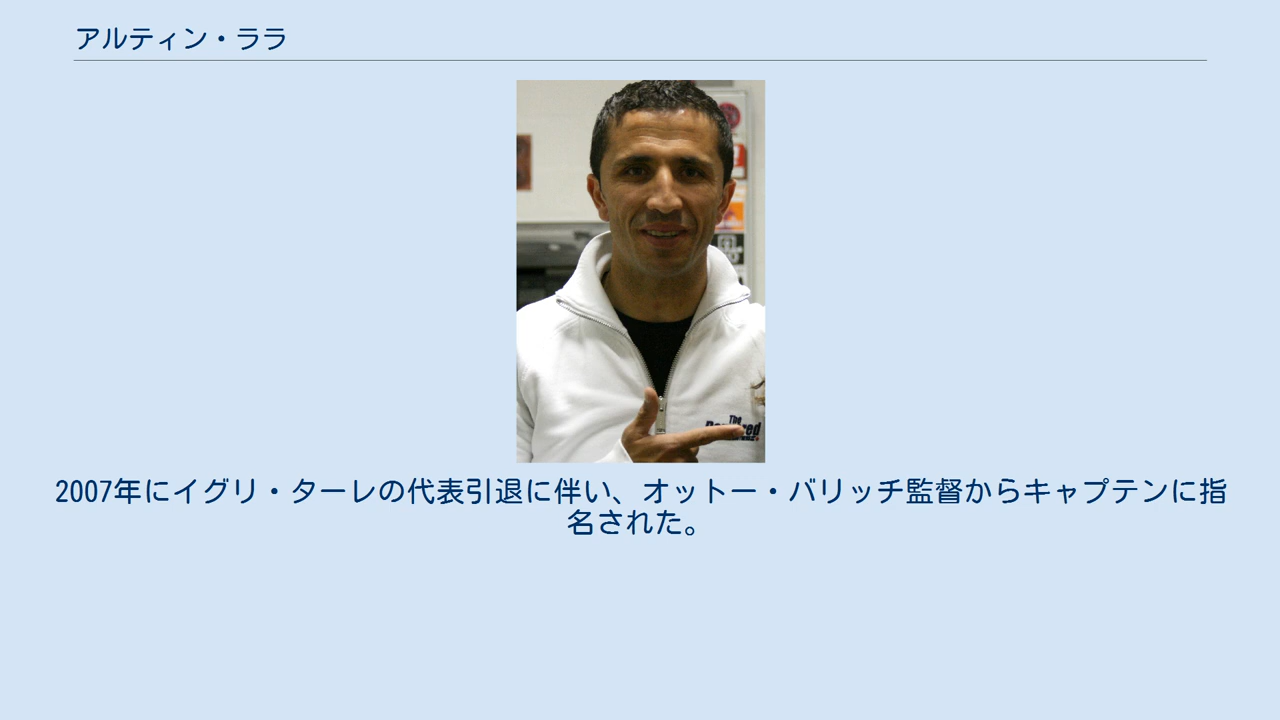 アルティン・ララ
The
2007年にイグリ・ターレの代表引退に伴い、オットー・バリッチ監督からキャプテンに指
名された。